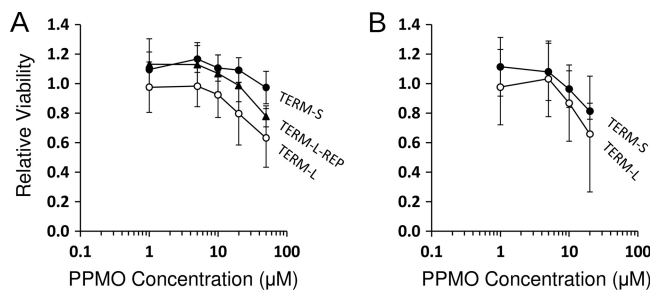 A
Relative Viability
1.4
1.2
1.0
0.8
0.6
0.4
0.2
0.0
0.1
1
10
100
PPMO Concentration (µM)
TERM-S
TERM-L-REP
TERM-L
B
1.4
1.2
1.0
0.8
0.6
0.4
0.2
0.0
0.1
1
10
100
PPMO Concentration (µM)
TERM-S
TERM-L